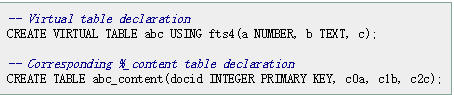 -- Virtual table declaration
CREATE VIRTUAL TABLE abc USING fts4(a NUMBER, b TEXT, c);
-- Corresponding %_content table declaration
CREATE TABLE abc_content(docid INTEGER PRIMARY KEY, c0a, c1b, c2c);